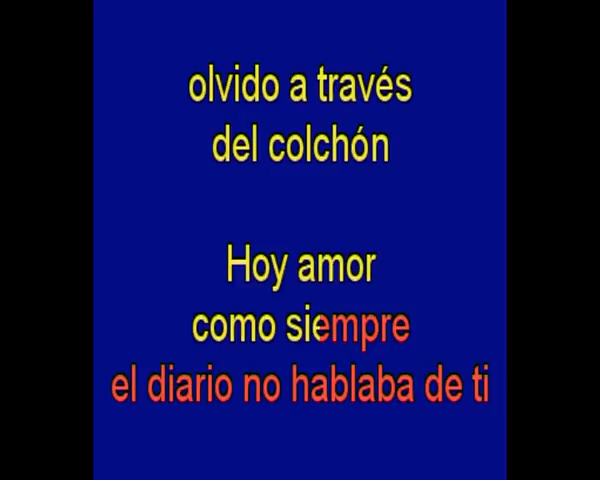 olvido a través
del colchón
Hoy amor
como siempre
el diario no hablaba de ti